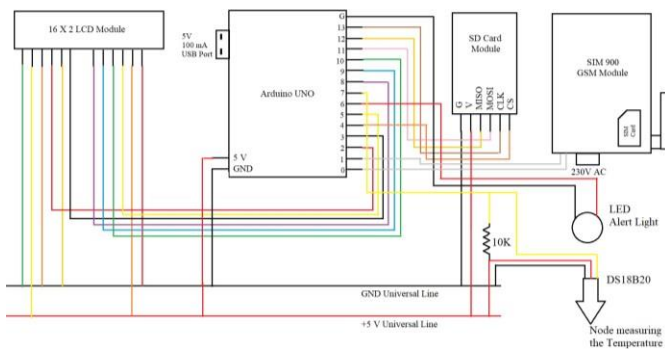 16 X 2 LCD Module
5V
100 mA
USB Port
Arduino UNO
G
13
12
11
10
9
8
7
6
5
4
3
2
1
0
5 V
GND
SD Card
Module
G
V
MISO
MOSI
CLK
CS
SIM 900
GSM Module
SIM
Card
230V AC
LED
Alert Light
10K
DS18B20
GND Universal Line
+5 V Universal Line
Node measuring
the Temperature